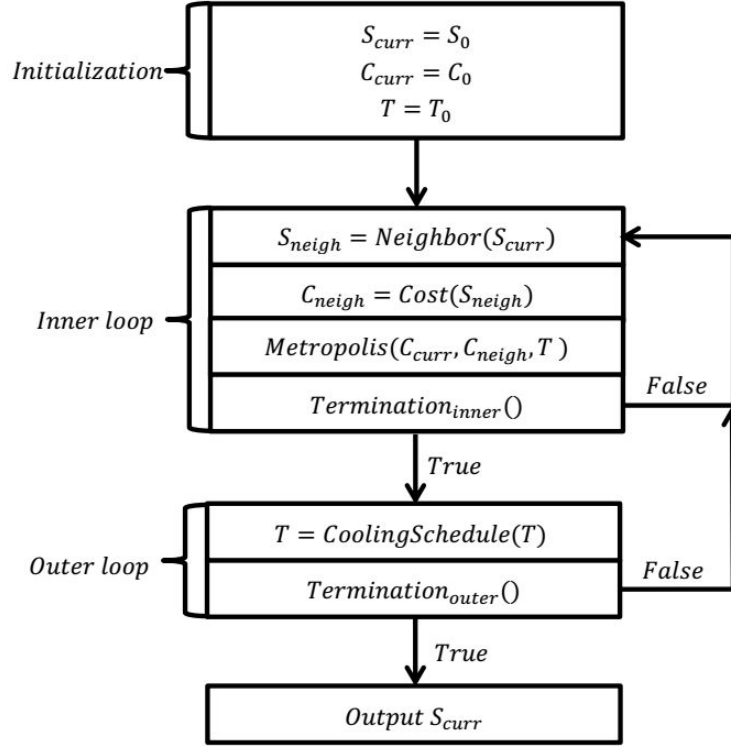 S_curr = S_0
C_curr = C_0
T = T_0
Initialization
S_neigh = Neighbor(S_curr)
C_neigh = Cost(S_neigh)
Inner loop
Metropolis(C_curr, C_neigh, T )
Termination_inner()
False
True
T = CoolingSchedule(T)
Outer loop
Termination_outer()
False
True
Output S_curr